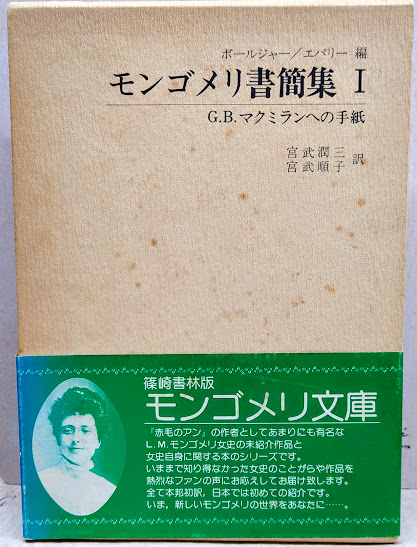 ボールジャー/エパリー 編
モンゴメリ書簡集 I
G.B.マクミランへの手紙
宮武潤三
宮武順子 訳
篠崎書林版
モンゴメリ文庫
『赤毛のアン』の作者としてあまりにも有名な
L.M.モンゴメリ女史の未紹介作品と
女史自身に関する本のシリーズです。
いままで知り得なかった女史のことがらや作品を
熱烈なファンの声にお応えしてお届け致します。
全て本邦初訳,日本では初めての紹介です。
いま,新しいモンゴメリの世界をあなたに……。